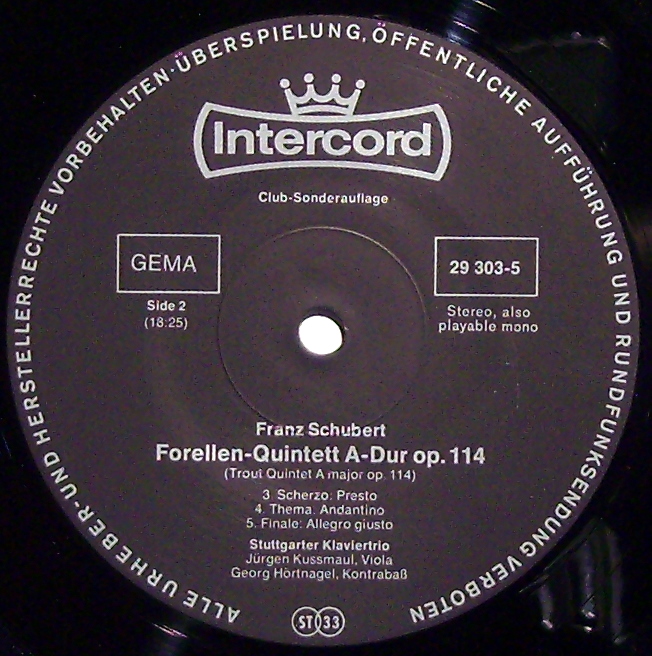 ALLE URHEBER- UND HERSTELLERRECHTE VORBEHALTEN · ÜBERSPIELUNG, ÖFFENTLICHE AUFFÜHRUNG UND RUNDFUNKSENDUNG VERBOTEN
Intercord
Club-Sonderauflage
GEMA
29 303-5
Side 2
(18:25)
Stereo, also
playable mono
Franz Schubert
Forellen-Quintett A-Dur op. 114
(Trout Quintet A major op. 114)
3. Scherzo: Presto
4. Thema: Andantino
5. Finale: Allegro giusto
Stuttgarter Klaviertrio
Jürgen Kussmaul, Viola
Georg Hörtnagel, Kontrabaß
ST 33